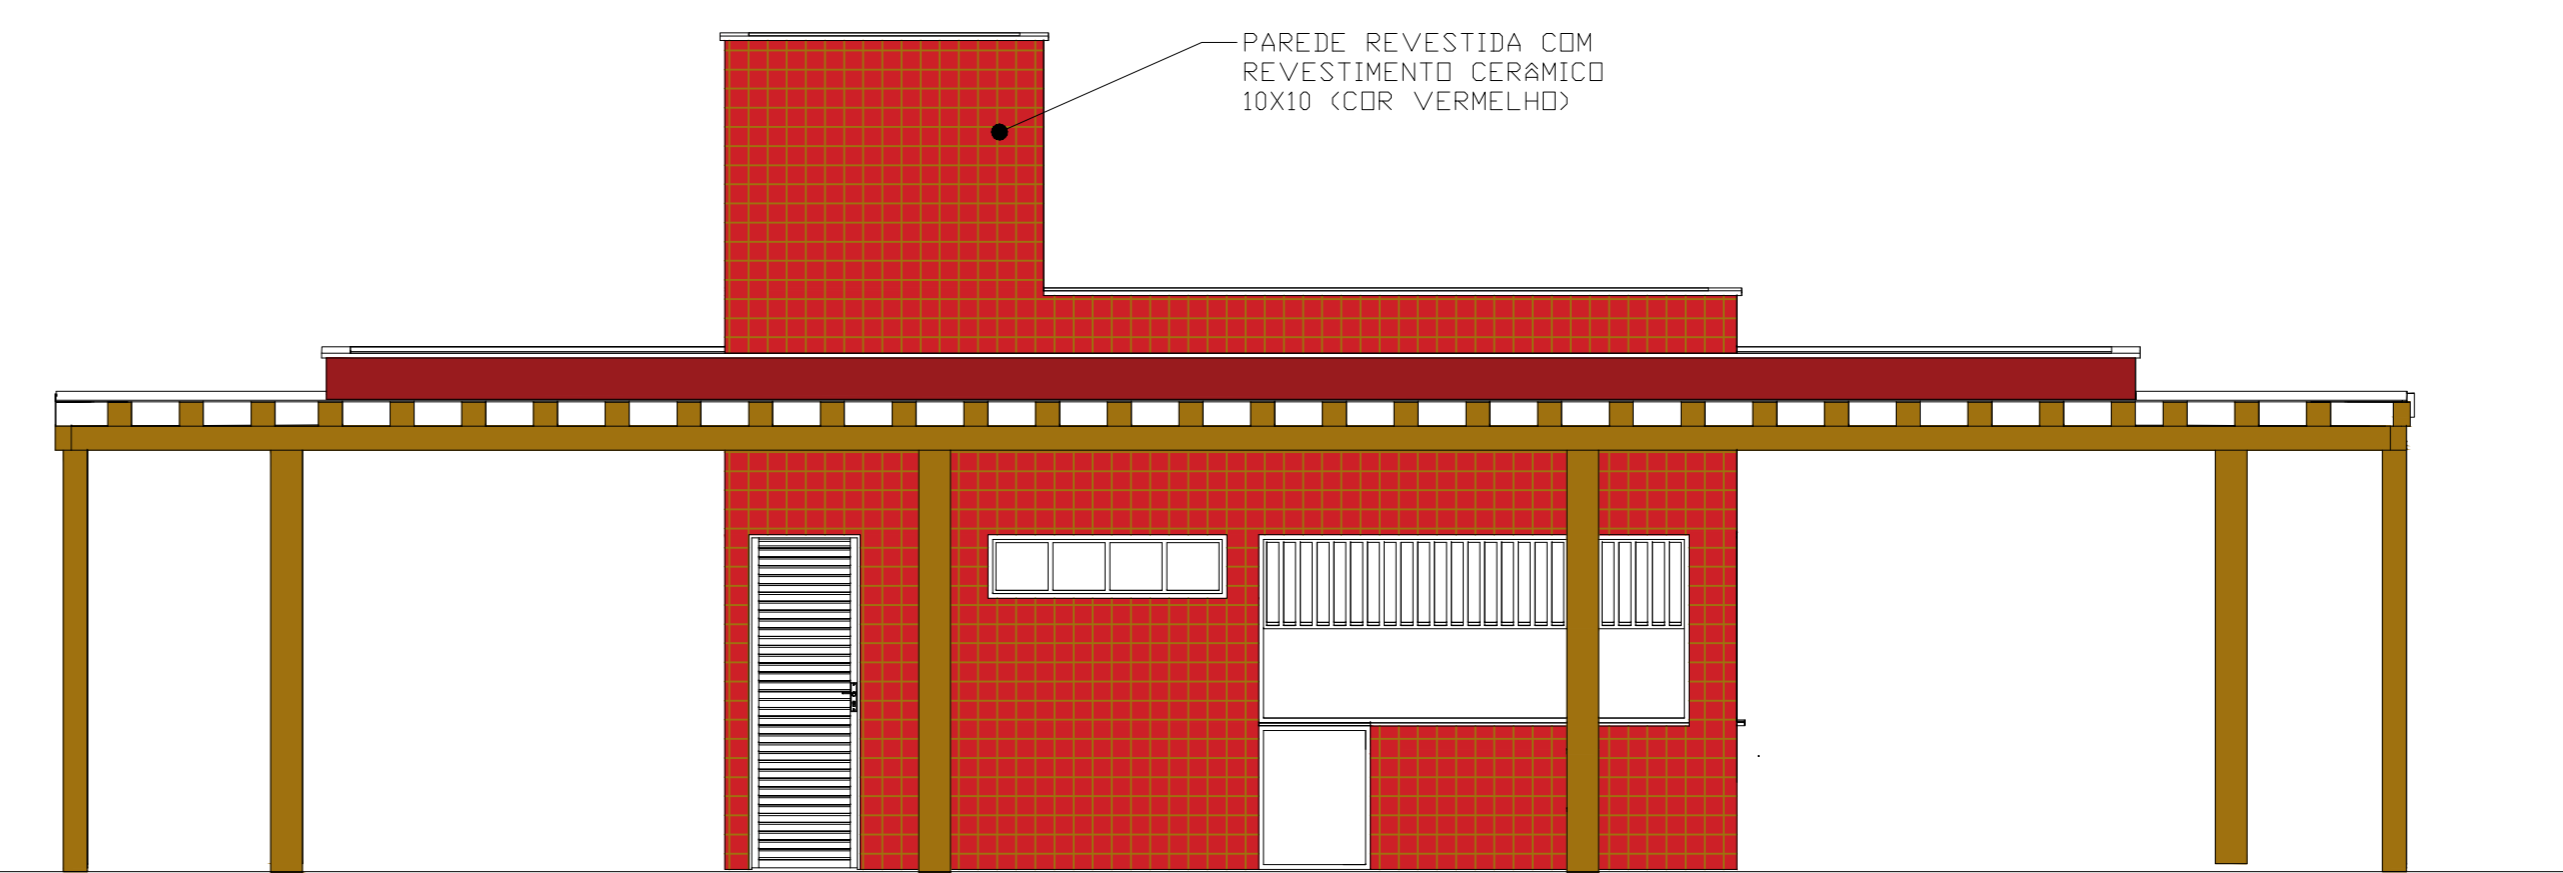 PAREDE REVESTIDA COM
REVESTIMENTO CERÂMICO
10X10 (COR VERMELHO)